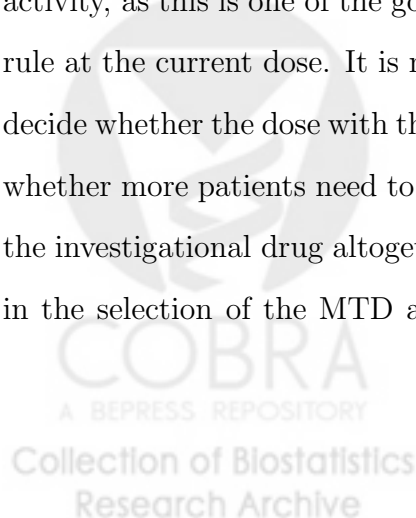 activity, as this is one of the go
rule at the current dose. It is
decide whether the dose with th
whether more patients need to
the investigational drug altoge
in the selection of the MTD a
COBRA
A BEPRESS REPOSITORY
Collection of Biostatistics
Research Archive